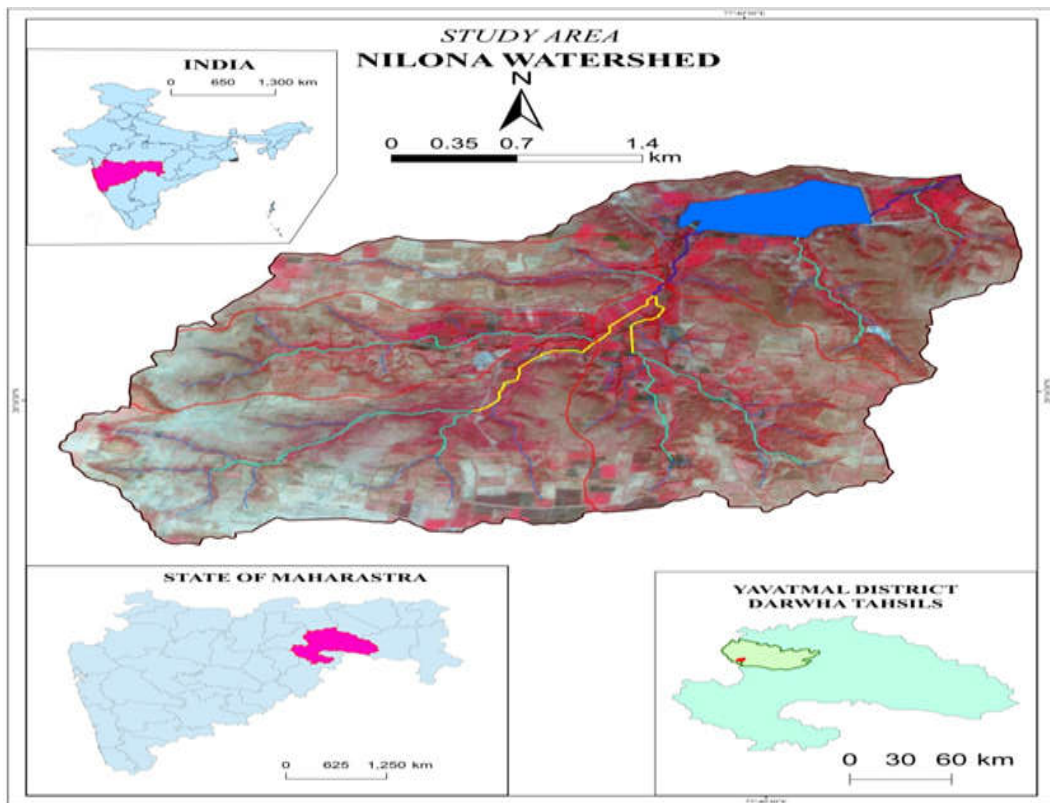 STUDY AREA
NILONA WATERSHED
N
0 0.35 0.7 1.4
km
INDIA
0 650 1,300 km
STATE OF MAHARASTRA
0 625 1,250 km
YAVATMAL DISTRICT
DARWHA TAHSILS
0 30 60 km